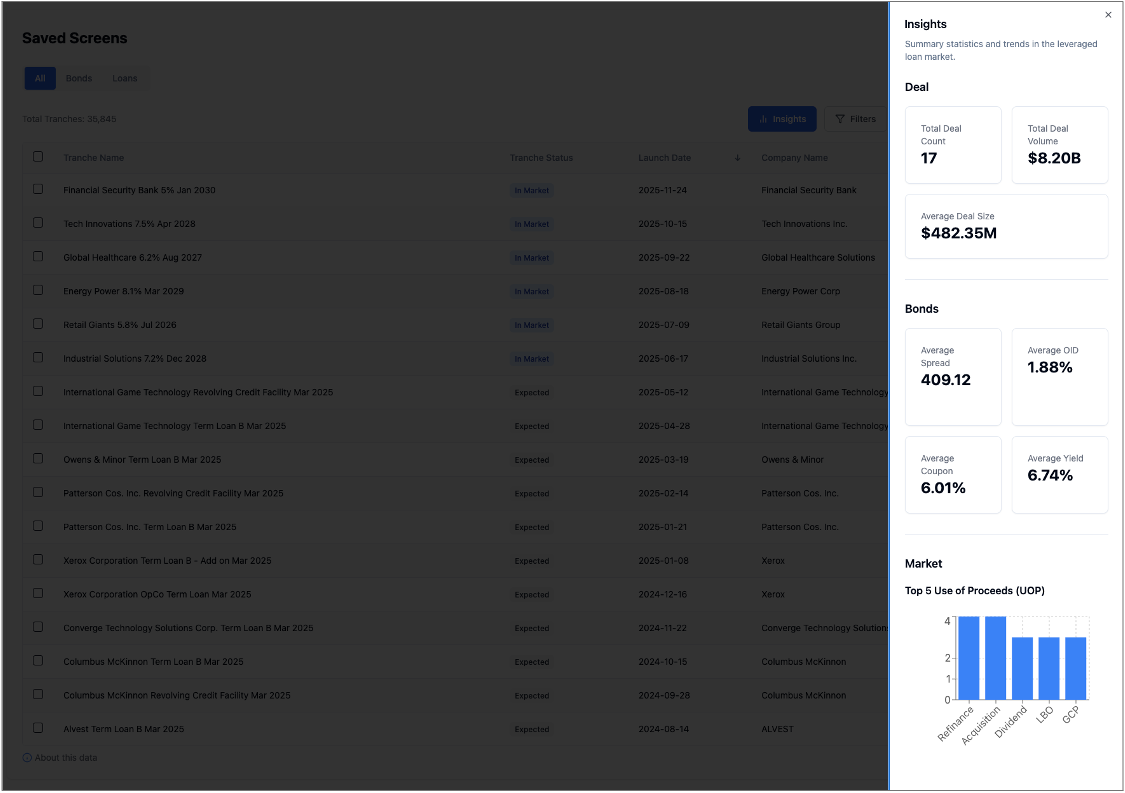 Saved Screens
All Bonds Loans
Total Tranches: 35,845
Insights Filters
Tranche Name Tranche Status Launch Date Company Name
Financial Security Bank 5% Jan 2030 In Market 2025-11-24 Financial Security Bank
Tech Innovations 7.5% Apr 2028 In Market 2025-10-15 Tech Innovations Inc.
Global Healthcare 6.2% Aug 2027 In Market 2025-09-22 Global Healthcare Solutions
Energy Power 8.1% Mar 2029 In Market 2025-08-18 Energy Power Corp
Retail Giants 5.8% Jul 2026 In Market 2025-07-09 Retail Giants Group
Industrial Solutions 7.2% Dec 2028 In Market 2025-06-17 Industrial Solutions Inc.
International Game Technology Revolving Credit Facility Mar 2025 Expected 2025-05-12 International Game Technology
International Game Technology Term Loan B Mar 2025 Expected 2025-04-28 International Game Technology
Owens & Minor Term Loan B Mar 2025 Expected 2025-03-19 Owens & Minor
Patterson Cos. Inc. Revolving Credit Facility Mar 2025 Expected 2025-02-14 Patterson Cos. Inc.
Patterson Cos. Inc. Term Loan B Mar 2025 Expected 2025-01-21 Patterson Cos. Inc.
Xerox Corporation Term Loan B - Add on Mar 2025 Expected 2025-01-08 Xerox
Xerox Corporation OpCo Term Loan Mar 2025 Expected 2024-12-16 Xerox
Converge Technology Solutions Corp. Term Loan B Mar 2025 Expected 2024-11-22 Converge Technology Solutions
Columbus McKinnon Term Loan B Mar 2025 Expected 2024-10-15 Columbus McKinnon
Columbus McKinnon Revolving Credit Facility Mar 2025 Expected 2024-09-28 Columbus McKinnon
Alvest Term Loan B Mar 2025 Expected 2024-08-14 ALVEST
About this data
Insights
Summary statistics and trends in the leveraged
loan market.
Deal
Total Deal
Count
17
Total Deal
Volume
$8.20B
Average Deal Size
$482.35M
Bonds
Average
Spread
409.12
Average OID
1.88%
Average
Coupon
6.01%
Average Yield
6.74%
Market
Top 5 Use of Proceeds (UOP)
4
2
1
0
Refinance
Acquisition
Dividend
LBO
GCP